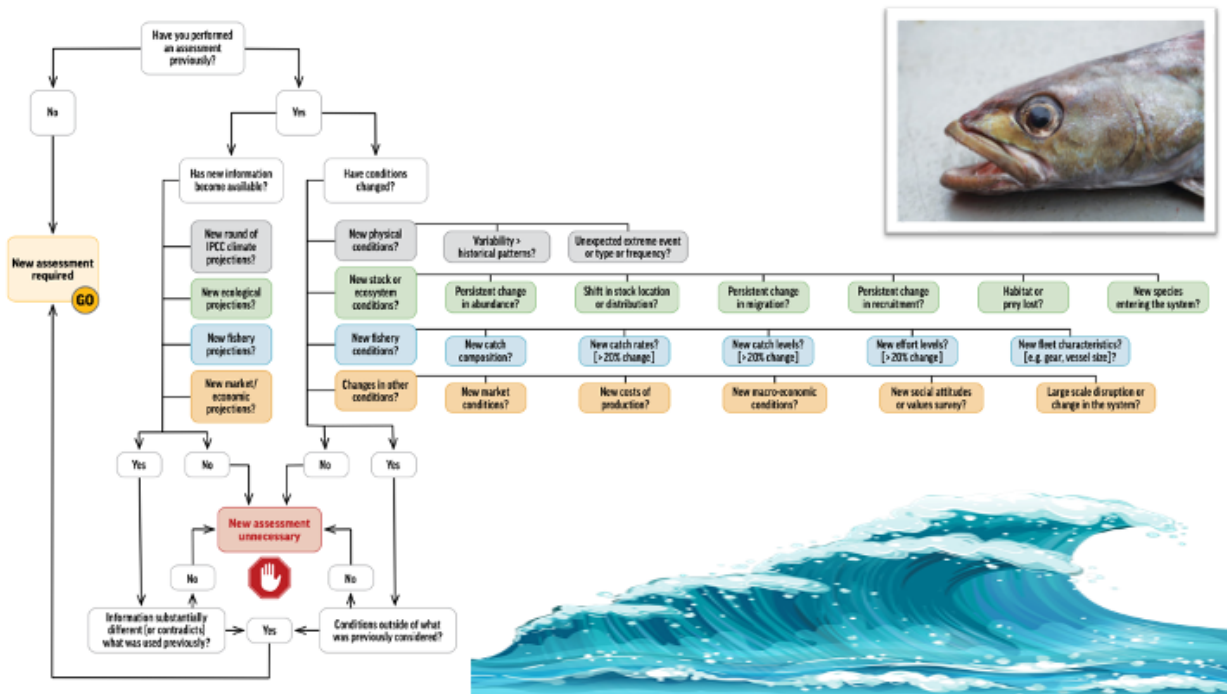 Have you performed
an assessment
previously?
No
Yes
Has new information
become available?
Have conditions
changed?
New assessment
required
GO
New round of
IPCC climate
projections?
New physical
conditions?
Variability >
historical patterns?
Unexpected extreme event
or type or frequency?
New ecological
projections?
New stock or
ecosystem
conditions?
Persistent change
in abundance?
Shift in stock location
or distribution?
Persistent change
in migration?
Persistent change
in recruitment?
Habitat or
prey lost?
New species
entering the system?
New fishery
projections?
New fishery
conditions?
New catch
composition?
New catch rates?
[>20% change]
New catch levels?
[>20% change]
New effort levels?
[>20% change]
New fleet characteristics?
[e.g. gear, vessel size]?
New market/
economic
projections?
Changes in other
conditions?
New market
conditions?
New costs of
production?
New macro-economic
conditions?
New social attitudes
or values survey?
Large scale disruption or
change in the system?
Yes
No
No
Yes
New assessment
unnecessary
No
No
Information substantially
different [or contradicts]
what was used previously?
Yes
Conditions outside of what
was previously considered?